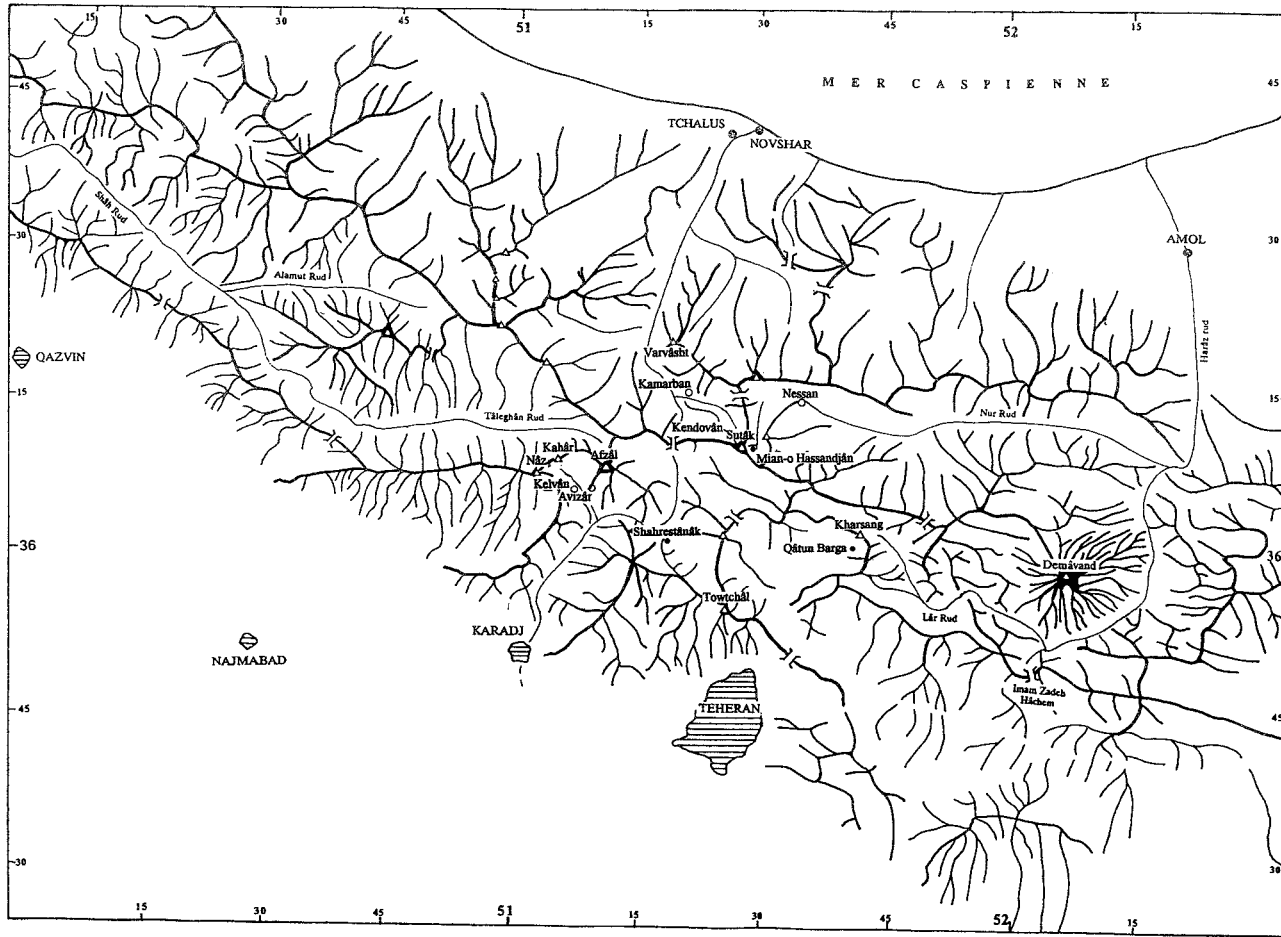 15 30 45 51 15 30 52 15
45 MER CASPIENNE 45
TCHALUS
NOVSHAR
Shâh Rud
30 AMOL 30
Alamut Rud
Harâz rud
QAZVIN
Varvâsht
Kamarban
Nessan
15 15
Tâleghân Rud
Nur Rud
Kendovân
Sutâk
Mian-o Hassandjân
Kahâr
Afzâl
Nâz
Kelvân
Avizâr
Kharsang
Shahrestânâk
36 Qâtun Barga 36
Demâvand
Towtchâl
Lâr Rud
KARADJ
NAJMABAD
Imam Zadeh
Hâchem
TEHERAN
45 45
30 30
15 30 45 51 15 30 45 52 15